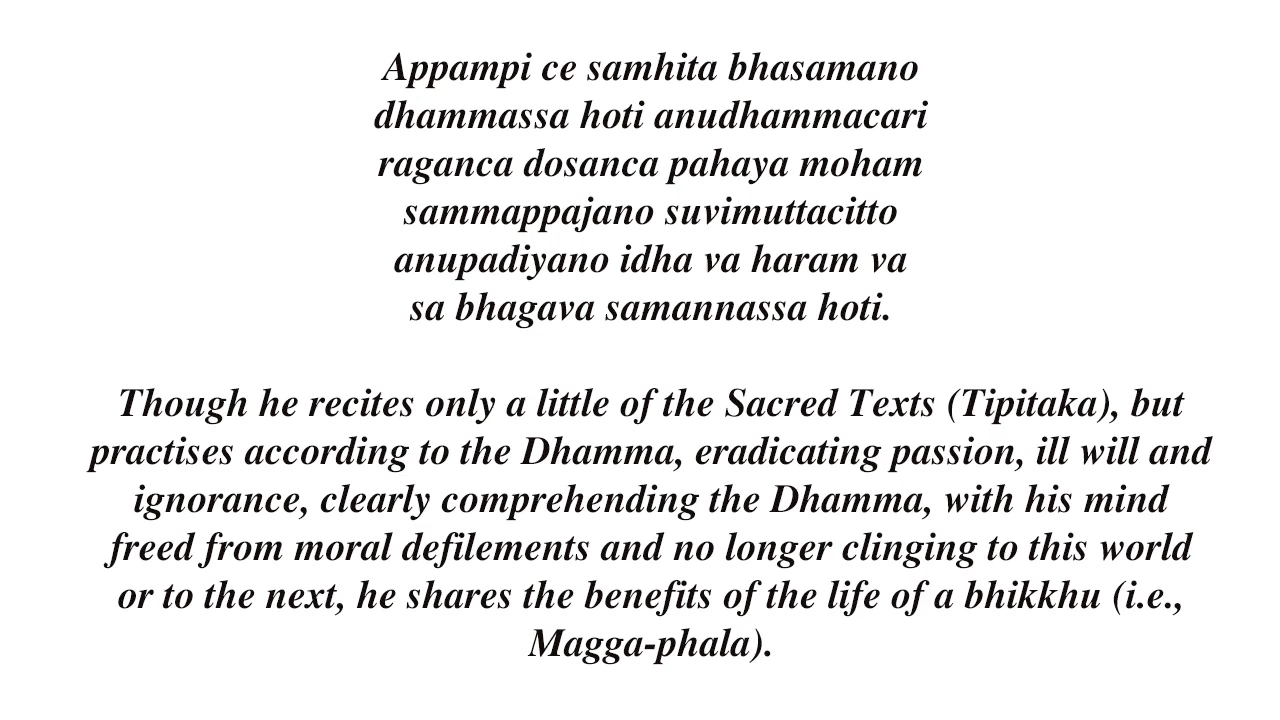 Appampi ce samhita bhasamano
dhammassa hoti anudhammacari
raganca dosanca pahaya moham
sammappajano suvimuttacitto
anupadiyano idha va haram va
sa bhagava samannassa hoti.
Though he recites only a little of the Sacred Texts (Tipitaka), but
practises according to the Dhamma, eradicating passion, ill will and
ignorance, clearly comprehending the Dhamma, with his mind
freed from moral defilements and no longer clinging to this world
or to the next, he shares the benefits of the life of a bhikkhu (i.e.,
Magga-phala).